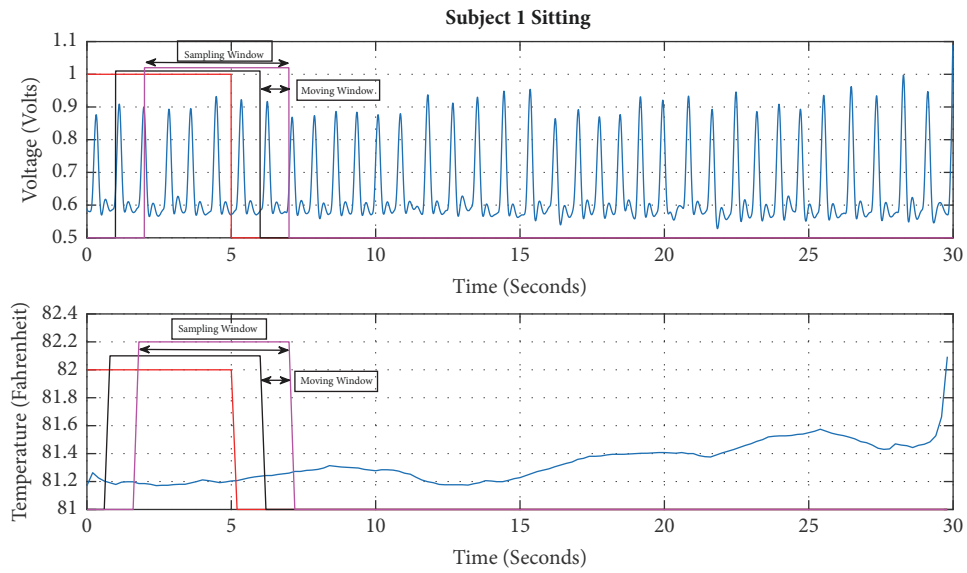 Subject 1 Sitting
1.1
1
0.9
0.8
0.7
0.6
0.5
Voltage (Volts)
Sampling Window
Moving Window
0 5 10 15 20 25 30
Time (Seconds)
82.4
82.2
82
81.8
81.6
81.4
81.2
81
Temperature (Fahrenheit)
Sampling Window
Moving Window
0 5 10 15 20 25 30
Time (Seconds)